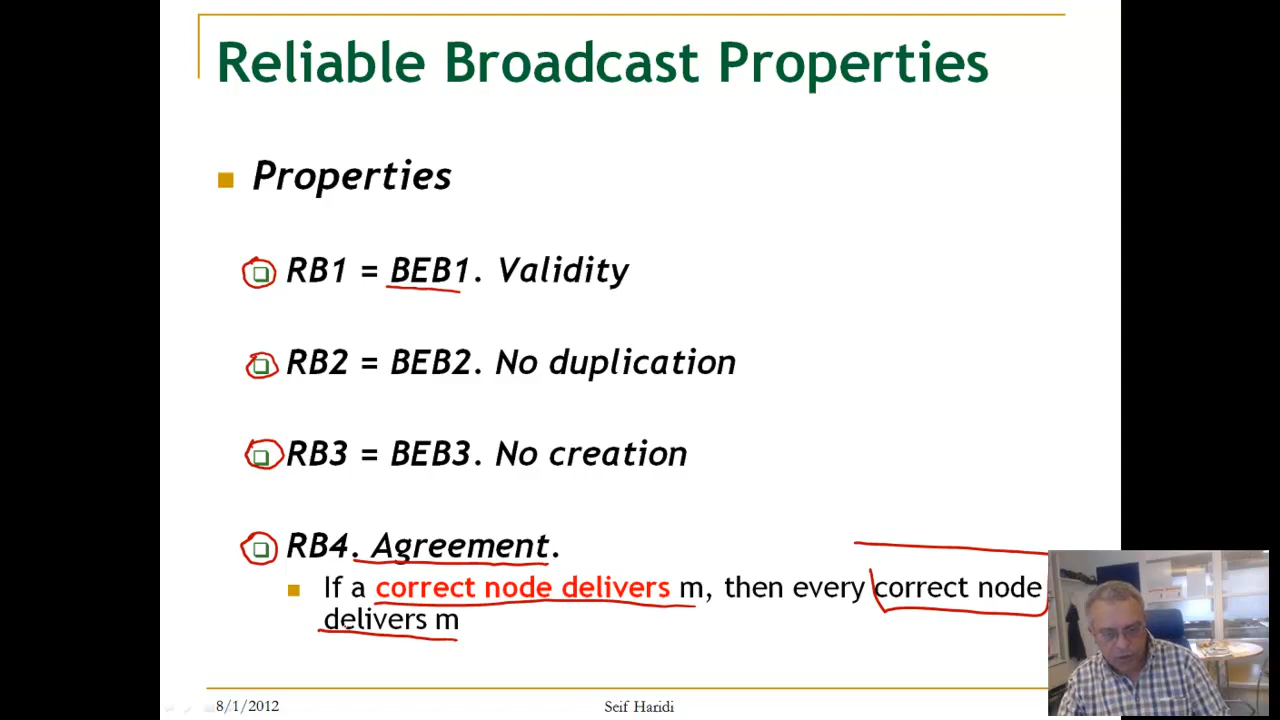 Reliable Broadcast Properties
Properties
RB1 = BEB1. Validity
RB2 = BEB2. No duplication
RB3 = BEB3. No creation
RB4. Agreement.
If a correct node delivers m, then every correct node
delivers m
8/1/2012
Seif Haridi